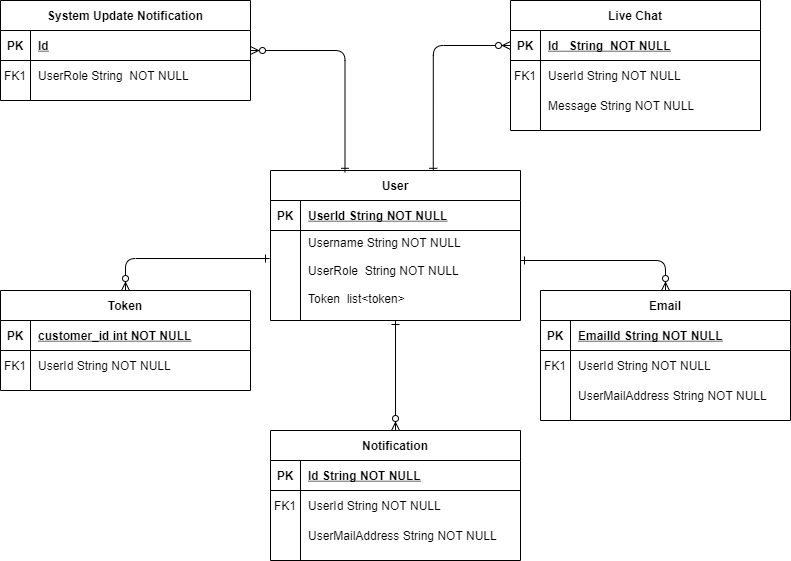 System Update Notification
PK Id
FK1 UserRole String NOT NULL
Live Chat
PK Id String NOT NULL
FK1 UserId String NOT NULL
Message String NOT NULL
User
PK UserId String NOT NULL
Username String NOT NULL
UserRole String NOT NULL
Token list<token>
Token
PK customer_id int NOT NULL
FK1 UserId String NOT NULL
Email
PK EmailId String NOT NULL
FK1 UserId String NOT NULL
UserMailAddress String NOT NULL
Notification
PK Id String NOT NULL
FK1 UserId String NOT NULL
UserMailAddress String NOT NULL